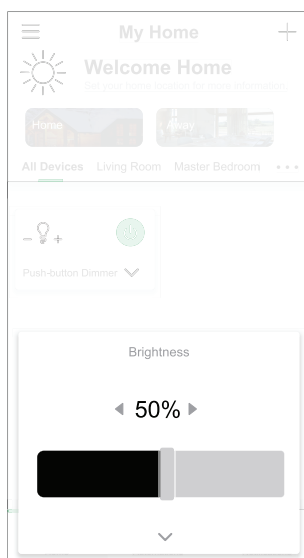 My Home
Welcome Home
Set your home location for more information
Home Away
All Devices Living Room Master Bedroom
Push-button Dimmer
Brightness
50%